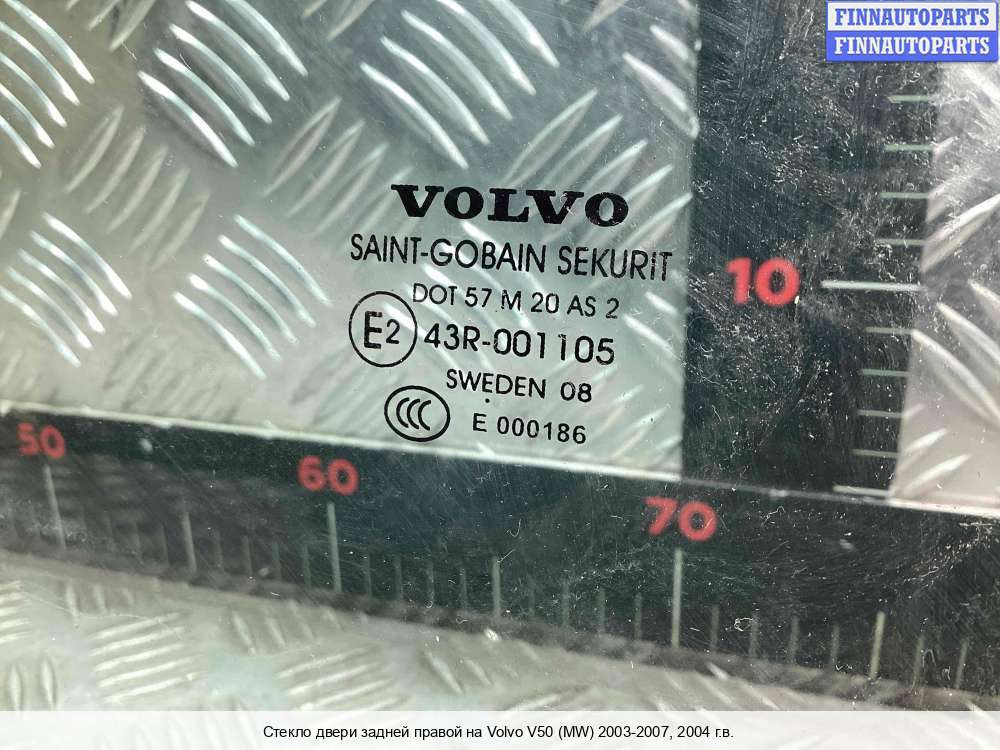 FINNAUTOPARTS
FINNAUTOPARTS
VOLVO
SAINT-GOBAIN SEKURIT
DOT 57 M 20 AS 2
E2 43R-001105
SWEDEN 08
CCC E 000186
10
50
60
70
Стекло двери задней правой на Volvo V50 (MW) 2003-2007, 2004 г.в.